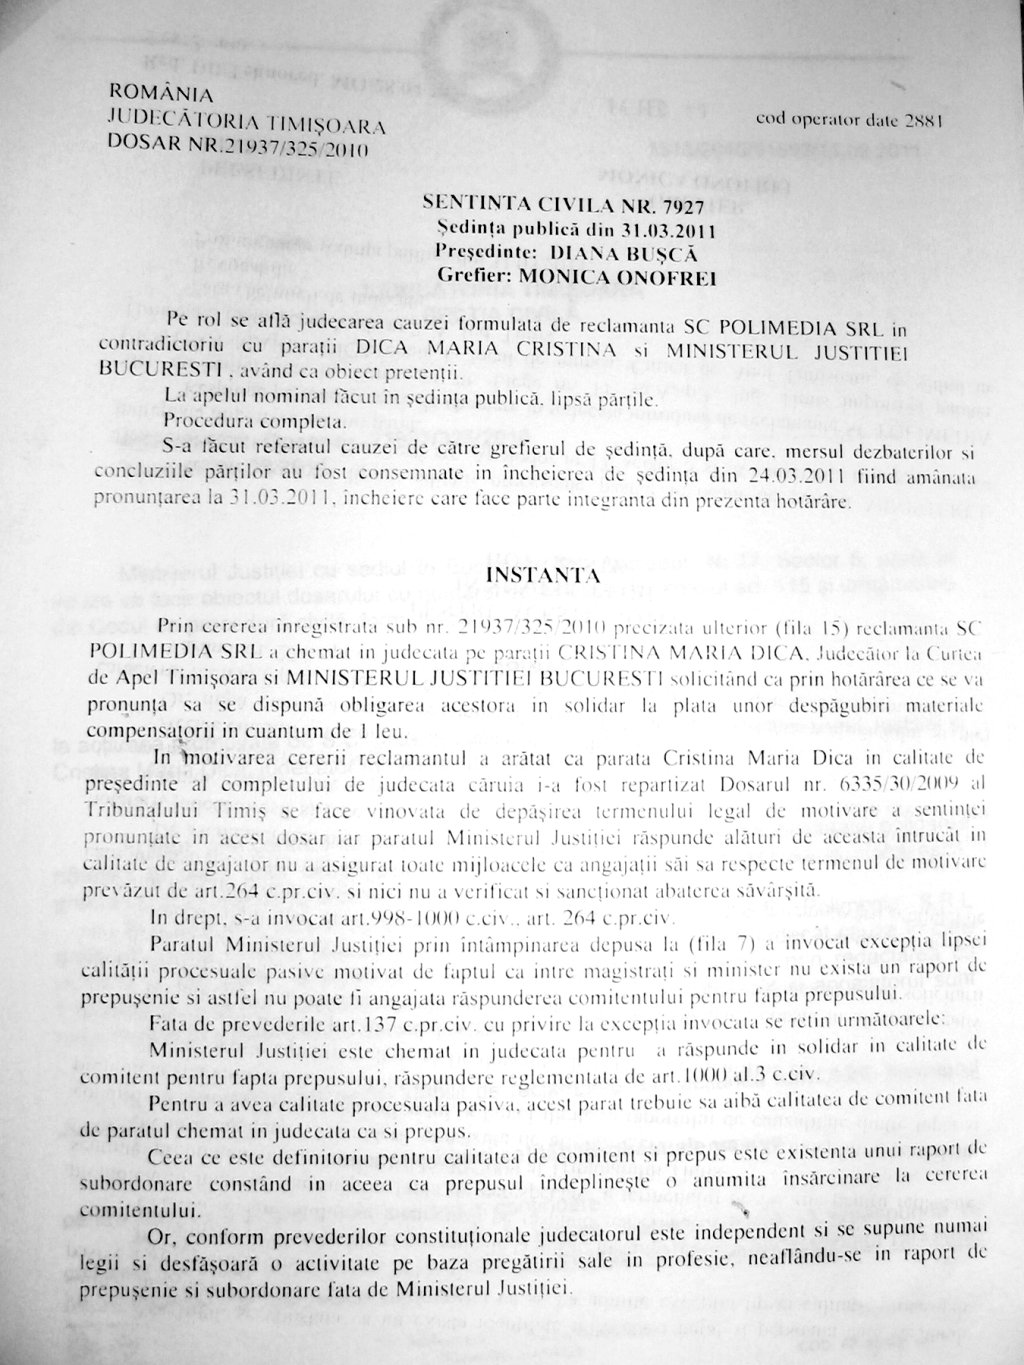 ROMÂNIA
JUDECĂTORIA TIMIŞOARA
DOSAR NR.21937/325/2010
cod operator date 2881
SENTINTA CIVILA NR. 7927
Şedinţa publică din 31.03.2011
Preşedinte: DIANA BUŞCĂ
Grefier: MONICA ONOFREI
Pe rol se află judecarea cauzei formulata de reclamanta SC POLIMEDIA SRL in
contradictoriu cu paraţii DICA MARIA CRISTINA si MINISTERUL JUSTITIEI
BUCURESTI , având ca obiect pretenţii.
La apelul nominal făcut în şedinţa publică, lipsă părţile.
Procedura completa.
S-a făcut referatul cauzei de către grefierul de şedinţă, după care, mersul dezbaterilor si
concluziile părţilor au fost consemnate in încheierea de şedinţa din 24.03.2011 fiind amânata
pronunţarea la 31.03.2011, încheiere care face parte integranta din prezenta hotărâre.
INSTANTA
Prin cererea înregistrata sub nr. 21937/325/2010 precizata ulterior (fila 15) reclamanta SC
POLIMEDIA SRL a chemat in judecata pe paraţii CRISTINA MARIA DICA, Judecător la Curtea
de Apel Timişoara si MINISTERUL JUSTITIEI BUCURESTI solicitând ca prin hotărârea ce se va
pronunţa sa se dispună obligarea acestora in solidar la plata unor despăgubiri materiale
compensatorii in cuantum de 1 leu.
In motivarea cererii reclamantul a arătat ca parata Cristina Maria Dica in calitate de
preşedinte al completului de judecata căruia i-a fost repartizat Dosarul nr. 6335/30/2009 al
Tribunalului Timiş se face vinovata de depăşirea termenului legal de motivare a sentinţei
pronunţate in acest dosar iar paratul Ministerul Justiţiei răspunde alături de aceasta întrucât in
calitate de angajator nu a asigurat toate mijloacele ca angajaţii săi sa respecte termenul de motivare
prevăzut de art.264 c.pr.civ. si nici nu a verificat si sancţionat abaterea săvârşită.
In drept, s-a invocat art.998-1000 c.civ., art. 264 c.pr.civ.
Paratul Ministerul Justiţiei prin întâmpinarea depusa la (fila 7) a invocat excepţia lipsei
calităţii procesuale pasive motivat de faptul ca intre magistraţi si minister nu exista un raport de
prepuşenie si astfel nu poate fi angajata răspunderea comitentului pentru fapta prepusului.
Fata de prevederile art.137 c.pr.civ. cu privire la excepţia invocata se retin următoarele:
Ministerul Justiţiei este chemat in judecata pentru a răspunde in solidar in calitate de
comitent pentru fapta prepusului, răspundere reglementata de art.1000 al.3 c.civ.
Pentru a avea calitate procesuala pasiva, acest parat trebuie sa aibă calitatea de comitent fata
de paratul chemat in judecata ca si prepus.
Ceea ce este definitoriu pentru calitatea de comitent si prepus este existenta unui raport de
subordonare constând in aceea ca prepusul îndeplineşte o anumita însărcinare la cererea
comitentului.
Or, conform prevederilor constituţionale judecatorul este independent si se supune numai
legii si desfăşoară o activitate pe baza pregătirii sale in profesie, neaflându-se in raport de
prepuşenie si subordonare fata de Ministerul Justiţiei.